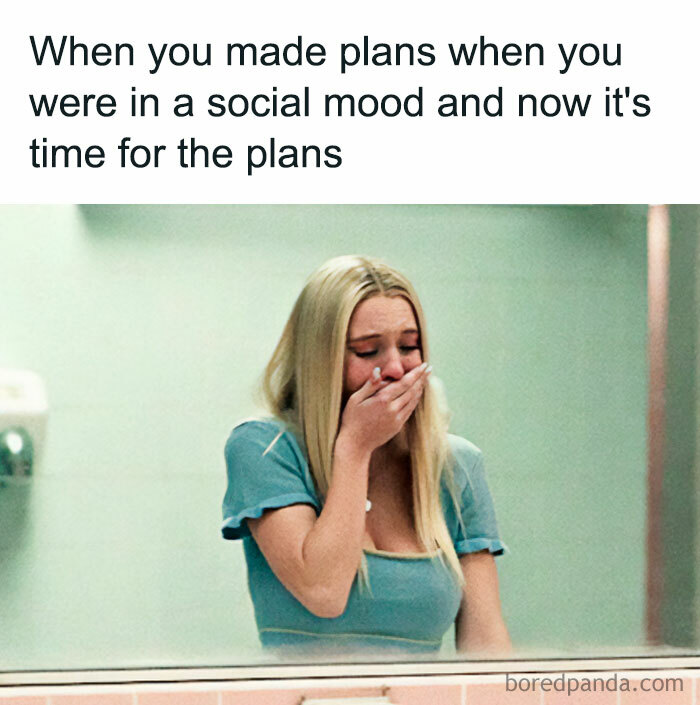 When you made plans when you
were in a social mood and now it's
time for the plans
boredpanda.com